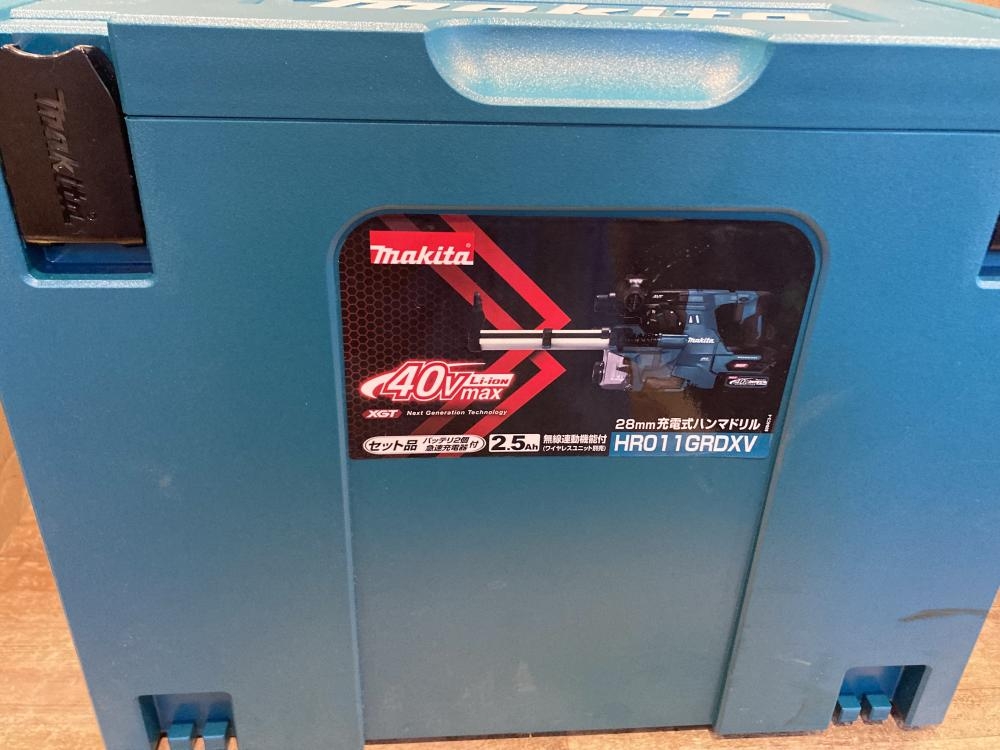 makita
makita
makita
makita
40Vmax Li-ion
XGT Next Generation Technology
28mm充電式ハンマドリル
セット品 バッテリ2個 急速充電器 付 2.5Ah 無線連動機能付 (ワイヤレスユニット別売)
HR011GRDXV